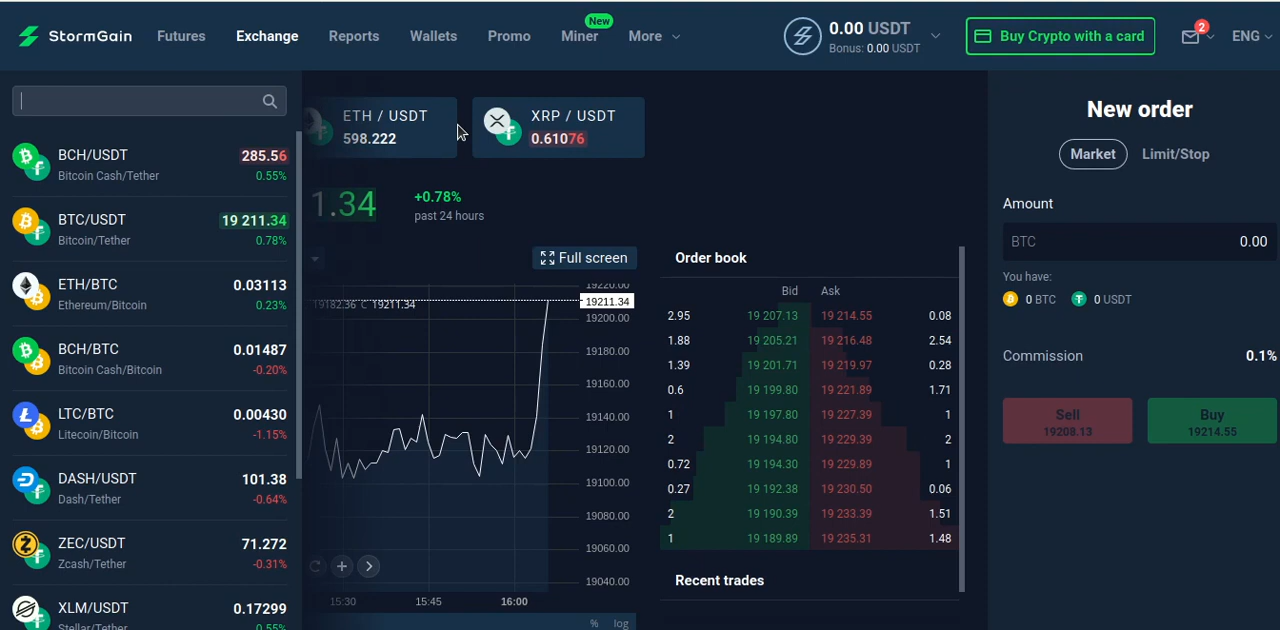 StormGain Futures Exchange Reports Wallets Promo Miner New More 0.00 USDT Bonus: 0.00 USDT Buy Crypto with a card 2 ENG
BCH/USDT 285.56
Bitcoin Cash/Tether 0.55%
BTC/USDT 19 211.34
Bitcoin/Tether 0.78%
ETH/BTC 0.03113
Ethereum/Bitcoin 0.23%
BCH/BTC 0.01487
Bitcoin Cash/Bitcoin -0.20%
LTC/BTC 0.00430
Litecoin/Bitcoin -1.15%
DASH/USDT 101.38
Dash/Tether -0.64%
ZEC/USDT 71.272
Zcash/Tether -0.31%
XLM/USDT 0.17299
Stellar/Tether 0.55%
ETH / USDT
598.222
XRP / USDT
0.61076
1.34
+0.78%
past 24 hours
Full screen
19182.36 C 19211.34
19220.00
19211.34
19200.00
19180.00
19160.00
19140.00
19120.00
19100.00
19080.00
19060.00
19040.00
15:30 15:45 16:00
% log
Order book
Bid Ask
2.95 19 207.13 19 214.55 0.08
1.88 19 205.21 19 216.48 2.54
1.39 19 201.71 19 219.97 0.28
0.6 19 199.80 19 221.89 1.71
1 19 197.80 19 227.39 1
2 19 194.80 19 229.39 2
0.72 19 194.30 19 229.89 1
0.27 19 192.38 19 230.50 0.06
2 19 190.39 19 233.39 1.51
1 19 189.89 19 235.31 1.48
Recent trades
New order
Market Limit/Stop
Amount
BTC 0.00
You have:
0 BTC 0 USDT
Commission 0.1%
Sell
19208.13
Buy
19214.55